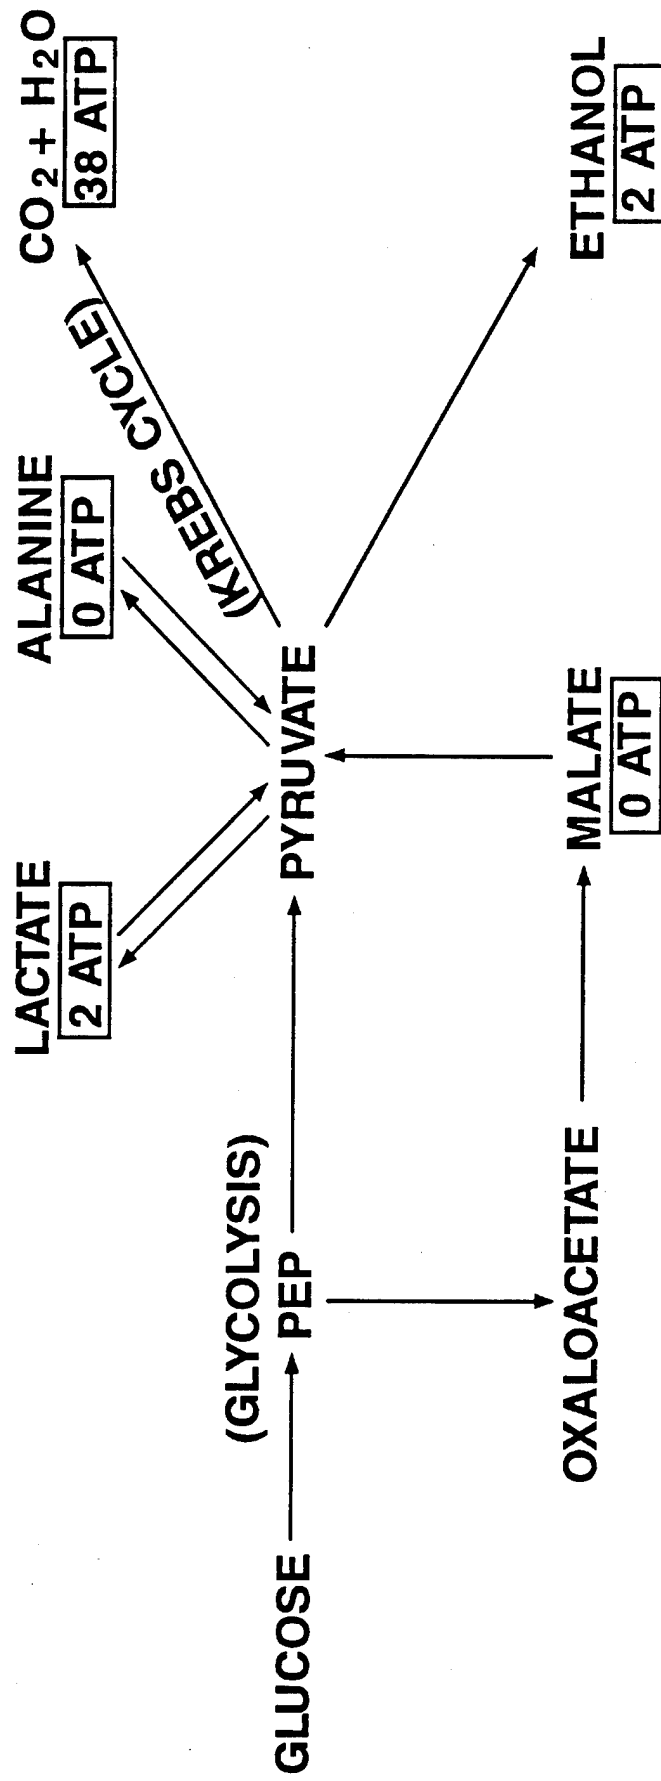 LACTATE
2 ATP
ALANINE
0 ATP
CO2 + H2O
38 ATP
(KREBS CYCLE)
(GLYCOLYSIS)
GLUCOSE
PEP
PYRUVATE
OXALOACETATE
MALATE
0 ATP
ETHANOL
2 ATP